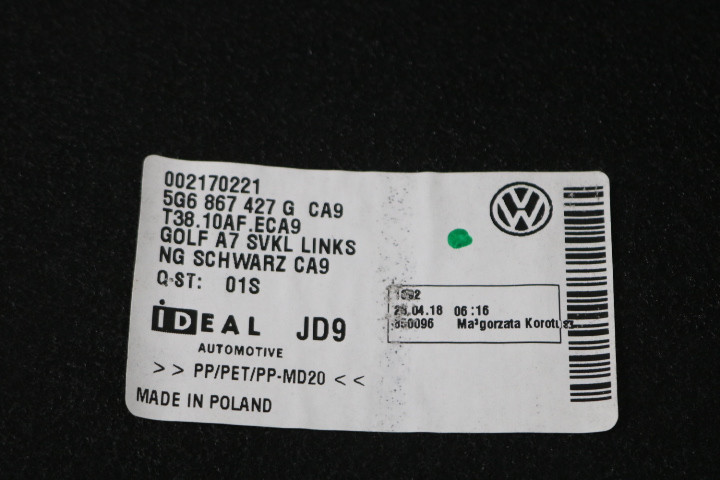 002170221
5G6 867 427 G CA9
T38.10AF.ECA9
GOLF A7 SVKL LINKS
NG SCHWARZ CA9
Q-ST: 01S
iDEAL JD9
AUTOMOTIVE
>> PP/PET/PP-MD20 <<
MADE IN POLAND
06:16
Ma³gorzata